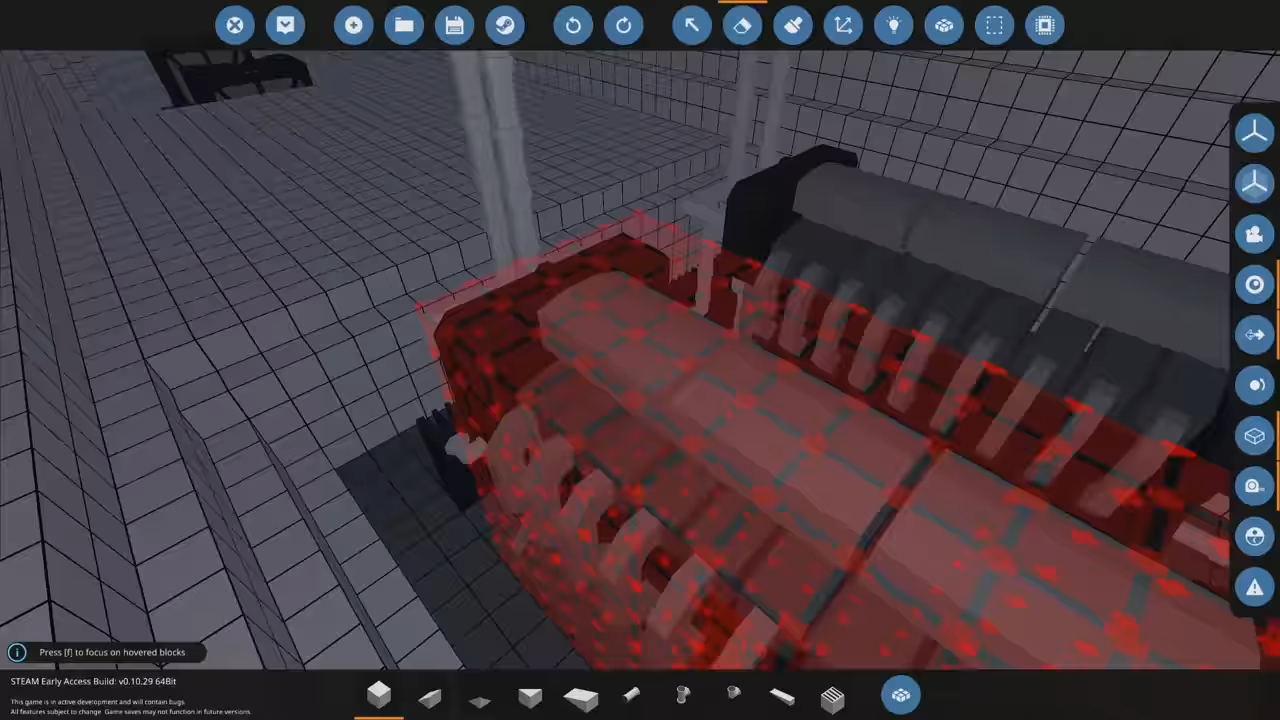 Press [f] to focus on hovered blocks
STEAM Early Access Build: v0.10.29 64Bit
This game is in active development and will contain bugs.
All features subject to change. Game saves may not function in future versions.